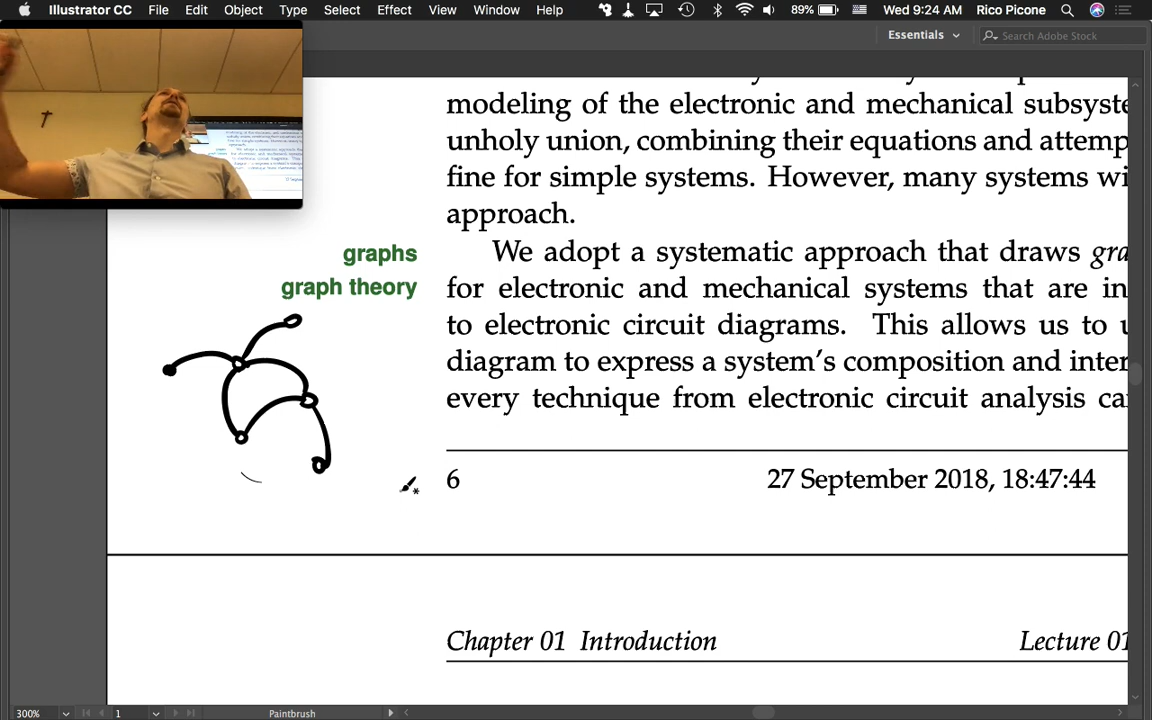 Illustrator CC File Edit Object Type Select Effect View Window Help 89% Wed 9:24 AM Rico Picone
Essentials Search Adobe Stock
modeling of the electronic and mechanical subsyste
unholy union, combining their equations and attemp
fine for simple systems. However, many systems wi
approach.
graphs We adopt a systematic approach that draws gra
graph theory for electronic and mechanical systems that are in
to electronic circuit diagrams. This allows us to u
diagram to express a system's composition and inter
every technique from electronic circuit analysis ca
6 27 September 2018, 18:47:44
Chapter 01 Introduction Lecture 01
300% 1 Paintbrush